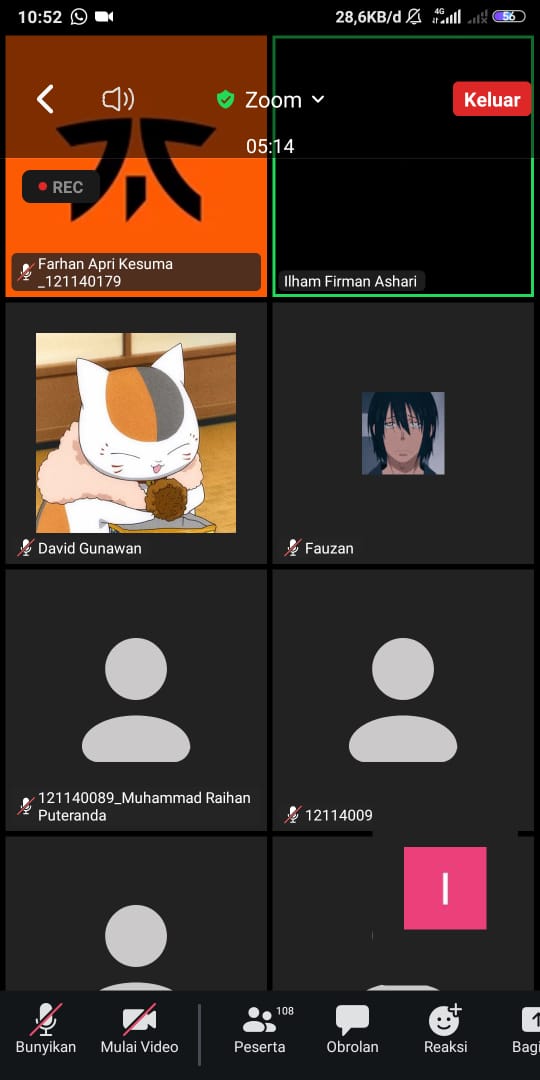 10:52
28,6KB/d
4G
56
Zoom
Keluar
05:14
REC
Farhan Apri Kesuma
_121140179
Ilham Firman Ashari
David Gunawan
Fauzan
121140089_Muhammad Raihan
Puteranda
12114009
I
108
Bunyikan
Mulai Video
Peserta
Obrolan
Reaksi
Bagi